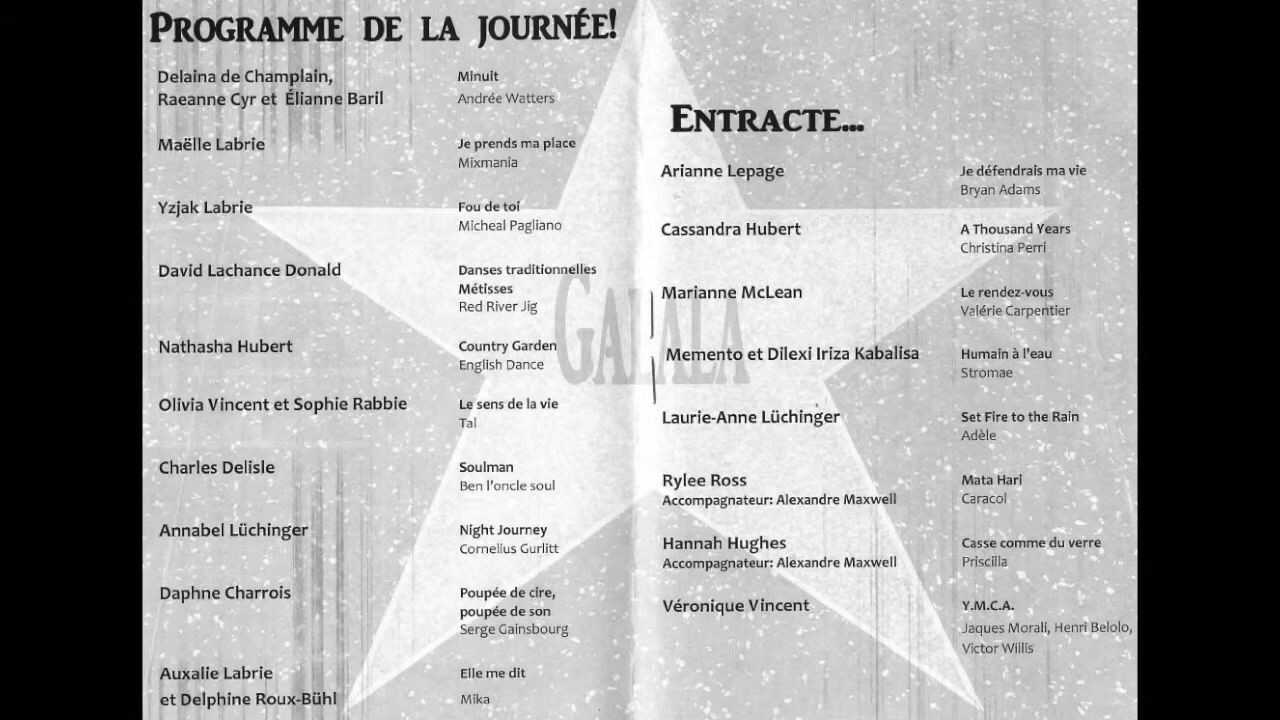 PROGRAMME DE LA JOURNÉE!
Delaina de Champlain,
Raeanne Cyr et Élianne Baril
Minuit
Andrée Watters
Maëlle Labrie
Je prends ma place
Mixmania
Yzjak Labrie
Fou de toi
Micheal Pagliano
David Lachance Donald
Danses traditionnelles
Métisses
Red River Jig
Nathasha Hubert
Country Garden
English Dance
Olivia Vincent et Sophie Rabbie
Le sens de la vie
Tal
Charles Delisle
Soulman
Ben l'oncle soul
Annabel Lüchinger
Night Journey
Cornelius Gurlitt
Daphne Charrois
Poupée de cire,
poupée de son
Serge Gainsbourg
Auxalie Labrie
et Delphine Roux-Bühl
Elle me dit
Mika
GALALA
ENTRACTE...
Arianne Lepage
Je défendrais ma vie
Bryan Adams
Cassandra Hubert
A Thousand Years
Christina Perri
Marianne McLean
Le rendez-vous
Valérie Carpentier
Memento et Dilexi Iriza Kabalisa
Humain à l'eau
Stromae
Laurie-Anne Lüchinger
Set Fire to the Rain
Adèle
Rylee Ross
Accompagnateur: Alexandre Maxwell
Mata Hari
Caracol
Hannah Hughes
Accompagnateur: Alexandre Maxwell
Casse comme du verre
Priscilla
Véronique Vincent
Y.M.C.A.
Jaques Morali, Henri Belolo,
Victor Willis